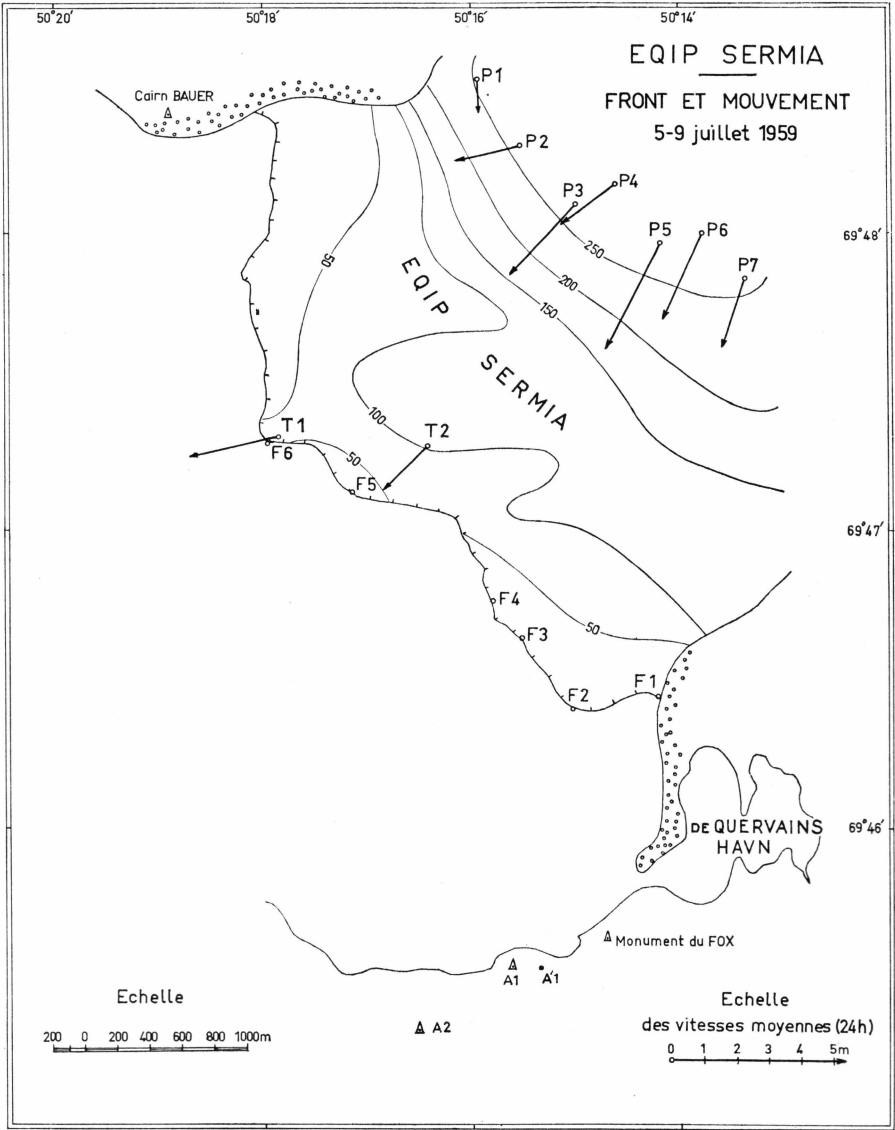 50°20'
50°18'
50°16'
50°14'
EQIP SERMIA
FRONT ET MOUVEMENT
5-9 juillet 1959
Cairn BAUER
P1
P2
P3
P4
P5
P6
P7
69°48'
50
250
200
150
EQIP
SERMIA
100
T1
F6
T2
50
F5
69°47'
F4
F3
50
F2
F1
69°46'
DE QUERVAINS
HAVN
Monument du FOX
A1
A'1
A2
Echelle
200 0 200 400 600 800 1000m
Echelle
des vitesses moyennes (24h)
0 1 2 3 4 5m